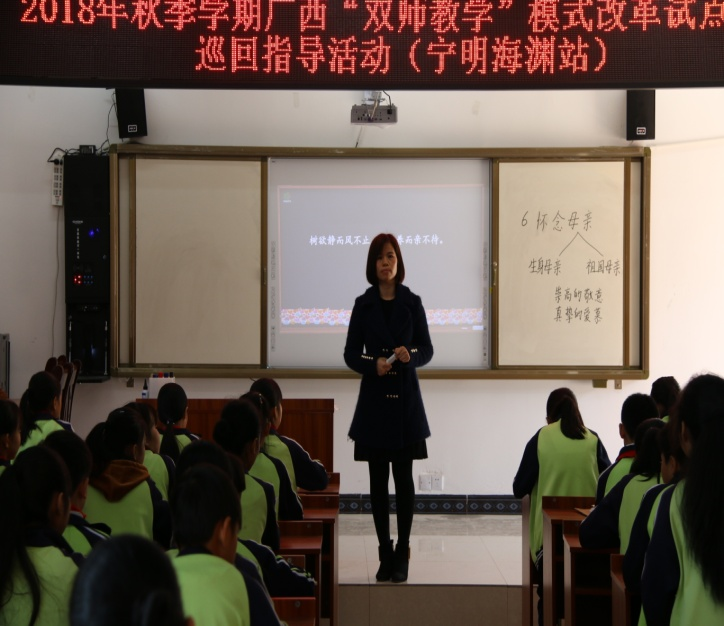 2018年秋季学期广西“双师教学”模式改革试点
巡回指导活动（宁明海渊站）
树欲静而风不止 养而亲不待。
6 怀念母亲
生身母亲 祖国母亲
崇高的敬意
真挚的爱慕